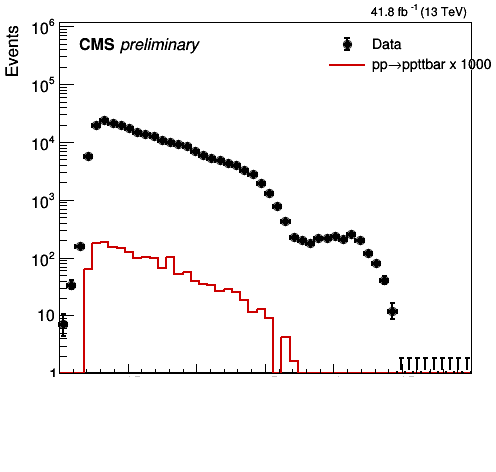 41.8 fb⁻¹ (13 TeV)
CMS preliminary
Data
pp→ppttbar x 1000
Events
10⁶
10⁵
10⁴
10³
10²
10
1